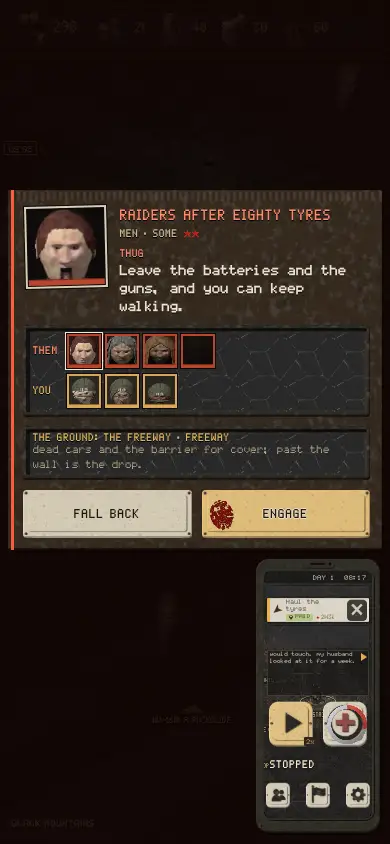 RAIDERS AFTER EIGHTY TYRES
MEN · SOME
THUG
Leave the batteries and the
guns, and you can keep
walking.
THEM
YOU
THE GROUND: THE FREEWAY · FREEWAY
dead cars and the barrier for cover; past the
wall is the drop.
FALL BACK
ENGAGE
DAY 1 08:17
Haul the
tyres
would touch. my husband
looked at it for a week.
2x
STOPPED